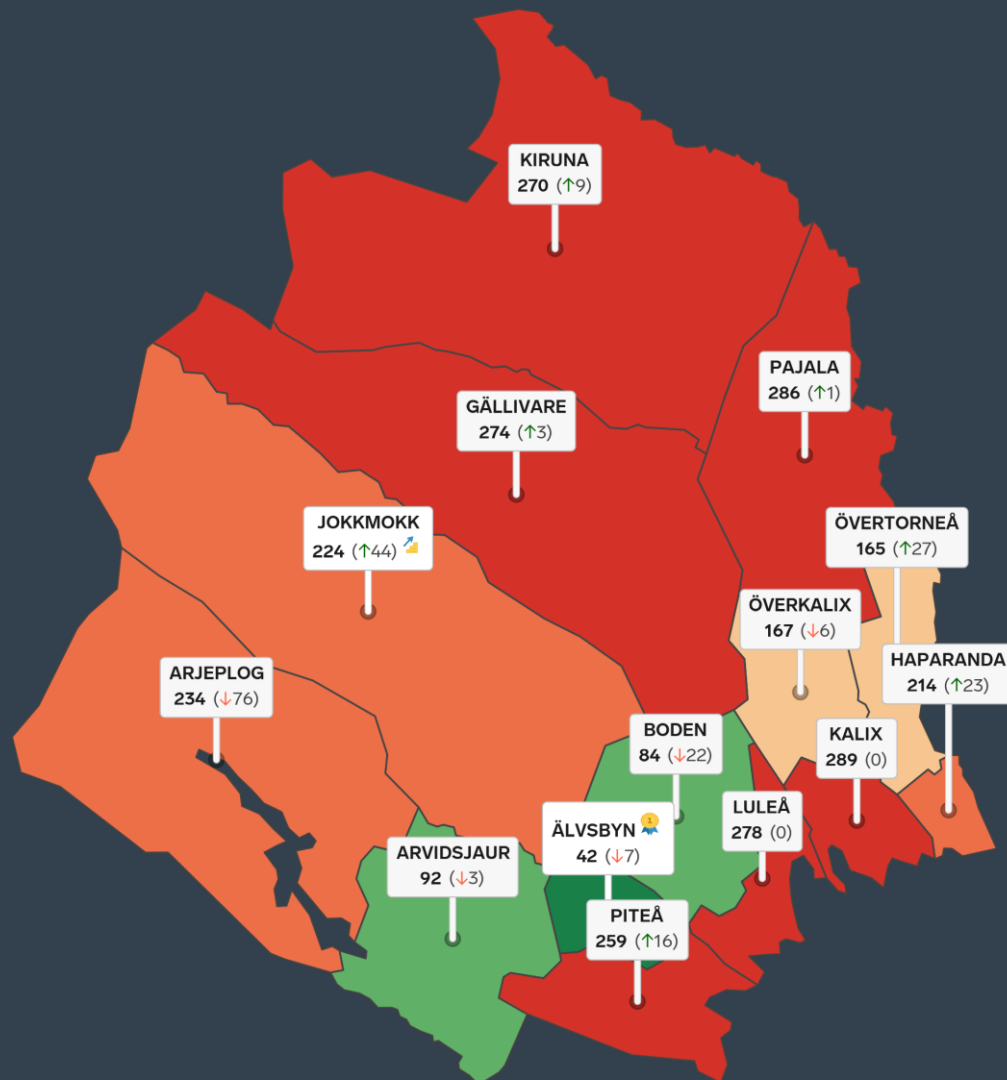 KIRUNA
270 (↑9)
PAJALA
286 (↑1)
GÄLLIVARE
274 (↑3)
JOKKMOKK
224 (↑44)
ÖVERTORNEÅ
165 (↑27)
ÖVERKALIX
167 (↓6)
HAPARANDA
214 (↑23)
ARJEPLOG
234 (↓76)
BODEN
84 (↓22)
KALIX
289 (0)
LULEÅ
278 (0)
ÄLVSBYN 1
42 (↓7)
ARVIDSJAUR
92 (↓3)
PITEÅ
259 (↑16)